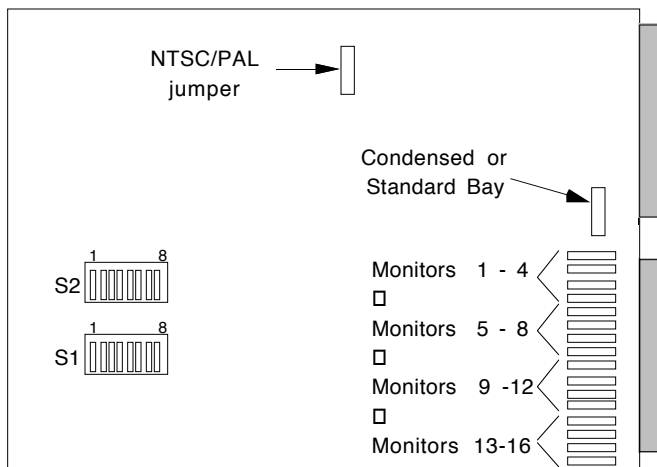 NTSC/PAL
jumper
Condensed or
Standard Bay
1 8
S2
1 8
S1
Monitors 1 - 4
Monitors 5 - 8
Monitors 9 -12
Monitors 13-16